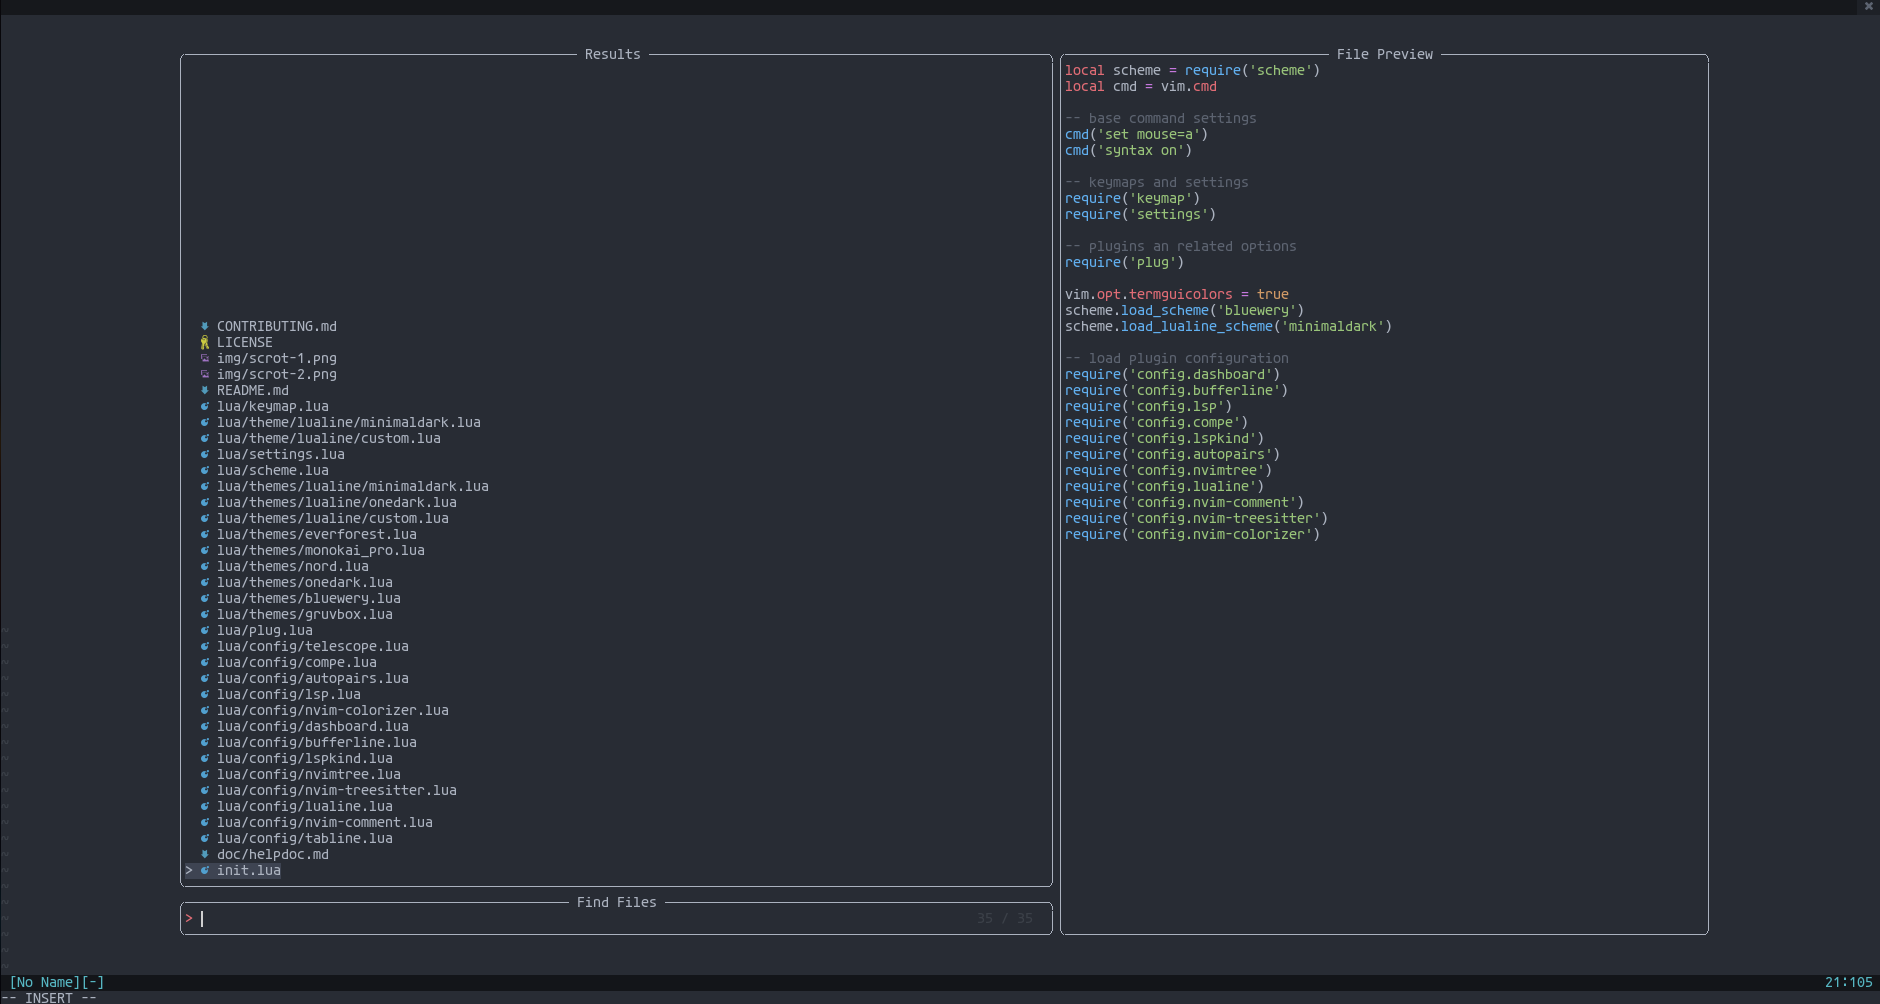 Results
CONTRIBUTING.md
LICENSE
img/scrot-1.png
img/scrot-2.png
README.md
lua/keymap.lua
lua/theme/lualine/minimaldark.lua
lua/theme/lualine/custom.lua
lua/settings.lua
lua/scheme.lua
lua/themes/lualine/minimaldark.lua
lua/themes/lualine/onedark.lua
lua/themes/lualine/custom.lua
lua/themes/everforest.lua
lua/themes/monokai_pro.lua
lua/themes/nord.lua
lua/themes/onedark.lua
lua/themes/bluewery.lua
lua/themes/gruvbox.lua
lua/plug.lua
lua/config/telescope.lua
lua/config/compe.lua
lua/config/autopairs.lua
lua/config/lsp.lua
lua/config/nvim-colorizer.lua
lua/config/dashboard.lua
lua/config/bufferline.lua
lua/config/lspkind.lua
lua/config/nvimtree.lua
lua/config/nvim-treesitter.lua
lua/config/lualine.lua
lua/config/nvim-comment.lua
lua/config/tabline.lua
doc/helpdoc.md
> init.lua
Find Files
> 35 / 35
File Preview
local scheme = require('scheme')
local cmd = vim.cmd
-- base command settings
cmd('set mouse=a')
cmd('syntax on')
-- keymaps and settings
require('keymap')
require('settings')
-- plugins an related options
require('plug')
vim.opt.termguicolors = true
scheme.load_scheme('bluewery')
scheme.load_lualine_scheme('minimaldark')
-- load plugin configuration
require('config.dashboard')
require('config.bufferline')
require('config.lsp')
require('config.compe')
require('config.lspkind')
require('config.autopairs')
require('config.nvimtree')
require('config.lualine')
require('config.nvim-comment')
require('config.nvim-treesitter')
require('config.nvim-colorizer')
[No Name][-] 21:105
-- INSERT --